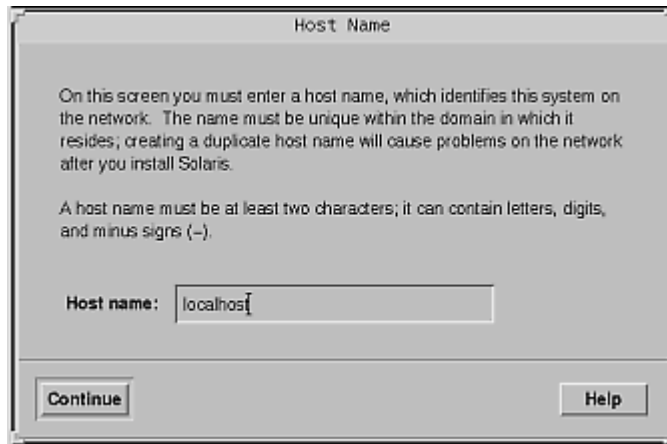 Host Name
On this screen you must enter a host name, which identifies this system on
the network. The name must be unique within the domain in which it
resides; creating a duplicate host name will cause problems on the network
after you install Solaris.
A host name must be at least two characters; it can contain letters, digits,
and minus signs (-).
Host name: localhost
Continue Help